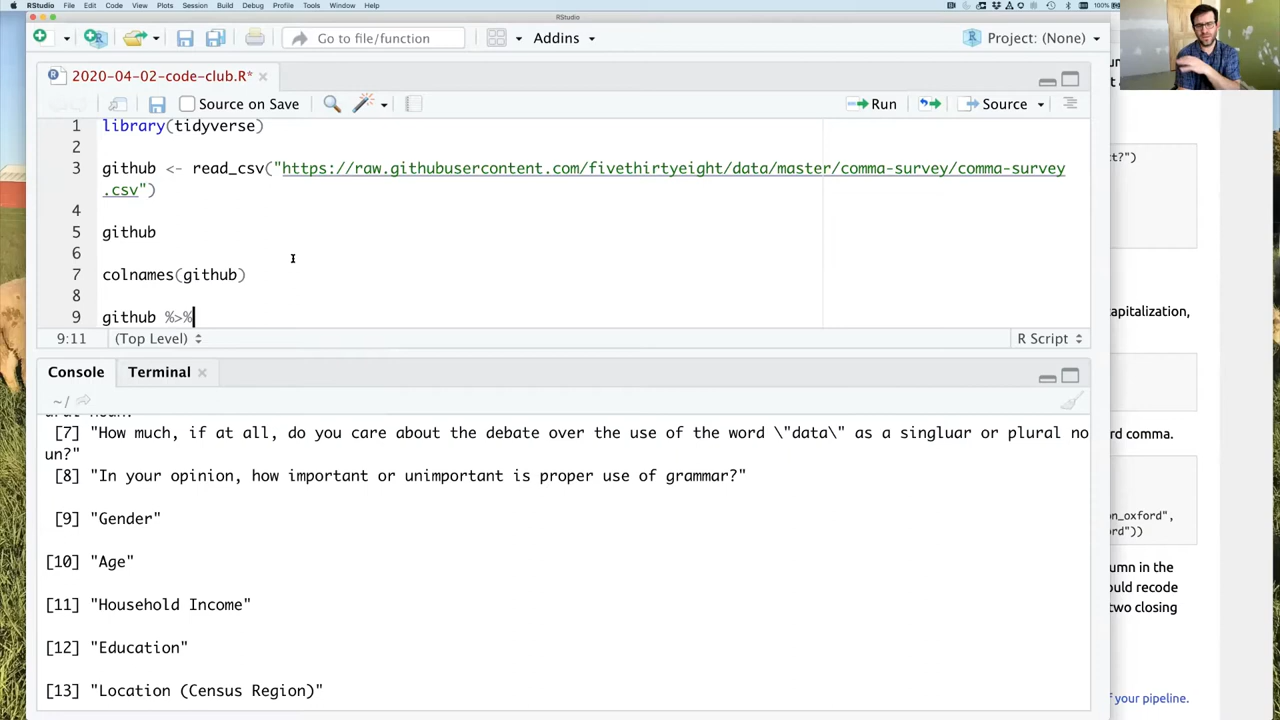 RStudio File Edit Code View Plots Session Build Debug Profile Tools Window Help 100%
RStudio
Go to file/function Addins Project: (None)
2020-04-02-code-club.R*
Source on Save Run Source
1 library(tidyverse)
2
3 github <- read_csv("https://raw.githubusercontent.com/fivethirtyeight/data/master/comma-survey/comma-survey
.csv")
4
5 github
6
7 colnames(github)
8
9 github %>%
9:11 (Top Level) R Script
Console Terminal
~/
[7] "How much, if at all, do you care about the debate over the use of the word \"data\" as a singluar or plural no
un?"
[8] "In your opinion, how important or unimportant is proper use of grammar?"
[9] "Gender"
[10] "Age"
[11] "Household Income"
[12] "Education"
[13] "Location (Census Region)"
ct?")
apitalization,
rd comma.
on_oxford",
ord"))
umn in the
ould recode
two closing
f your pipeline.